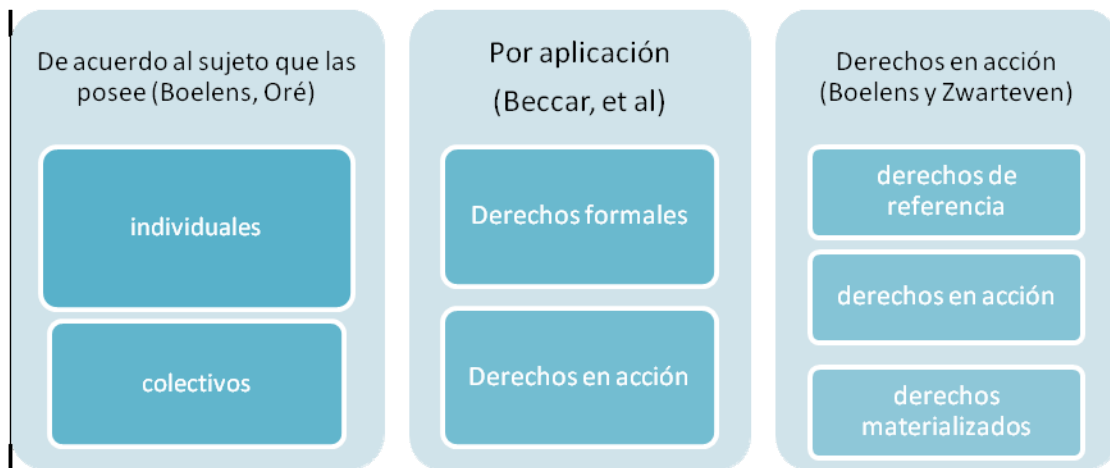 De acuerdo al sujeto que las
posee (Boelens, Oré)
individuales
colectivos
Por aplicación
(Beccar, et al)
Derechos formales
Derechos en acción
Derechos en acción
(Boelens y Zwarteven)
derechos de
referencia
derechos en acción
derechos
materializados